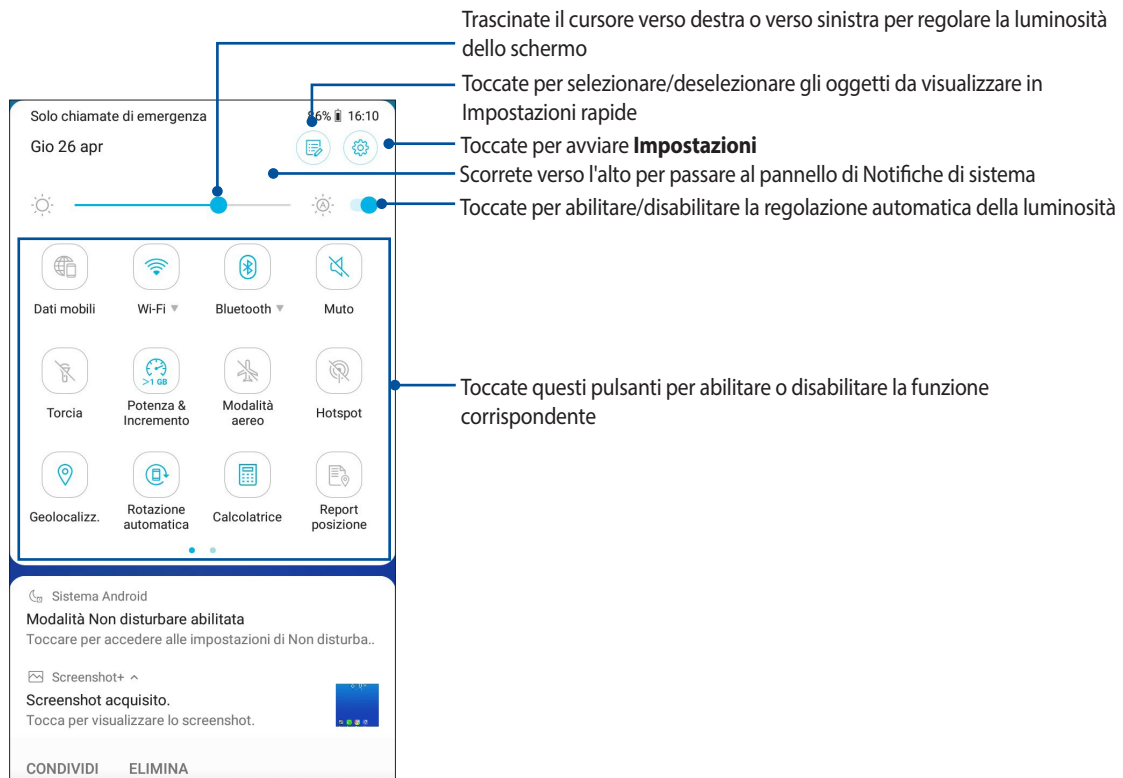 Trascinate il cursore verso destra o verso sinistra per regolare la luminosità
dello schermo
Toccate per selezionare/deselezionare gli oggetti da visualizzare in
Impostazioni rapide
Toccate per avviare Impostazioni
Scorrete verso l'alto per passare al pannello di Notifiche di sistema
Toccate per abilitare/disabilitare la regolazione automatica della luminosità
Toccate questi pulsanti per abilitare o disabilitare la funzione
corrispondente
Solo chiamate di emergenza 86% 16:10
Gio 26 apr
A
Dati mobili Wi-Fi Bluetooth Muto
>1 GB
Torcia Potenza & Incremento Modalità aereo Hotspot
Geolocalizz. Rotazione automatica Calcolatrice Report posizione
Sistema Android
Modalità Non disturbare abilitata
Toccare per accedere alle impostazioni di Non disturba..
Screenshot+
Screenshot acquisito.
Tocca per visualizzare lo screenshot.
CONDIVIDI ELIMINA